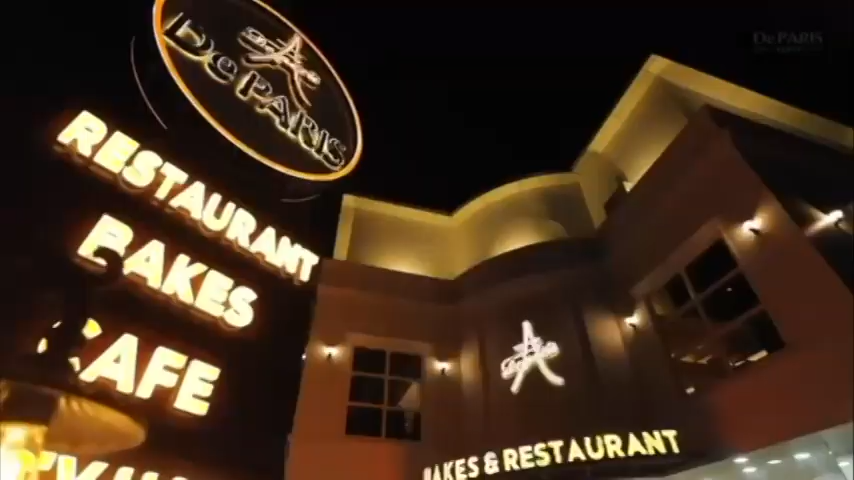 De PARIS
RESTAURANT
BAKES
CAFE
BAKES & RESTAURANT
De PARIS